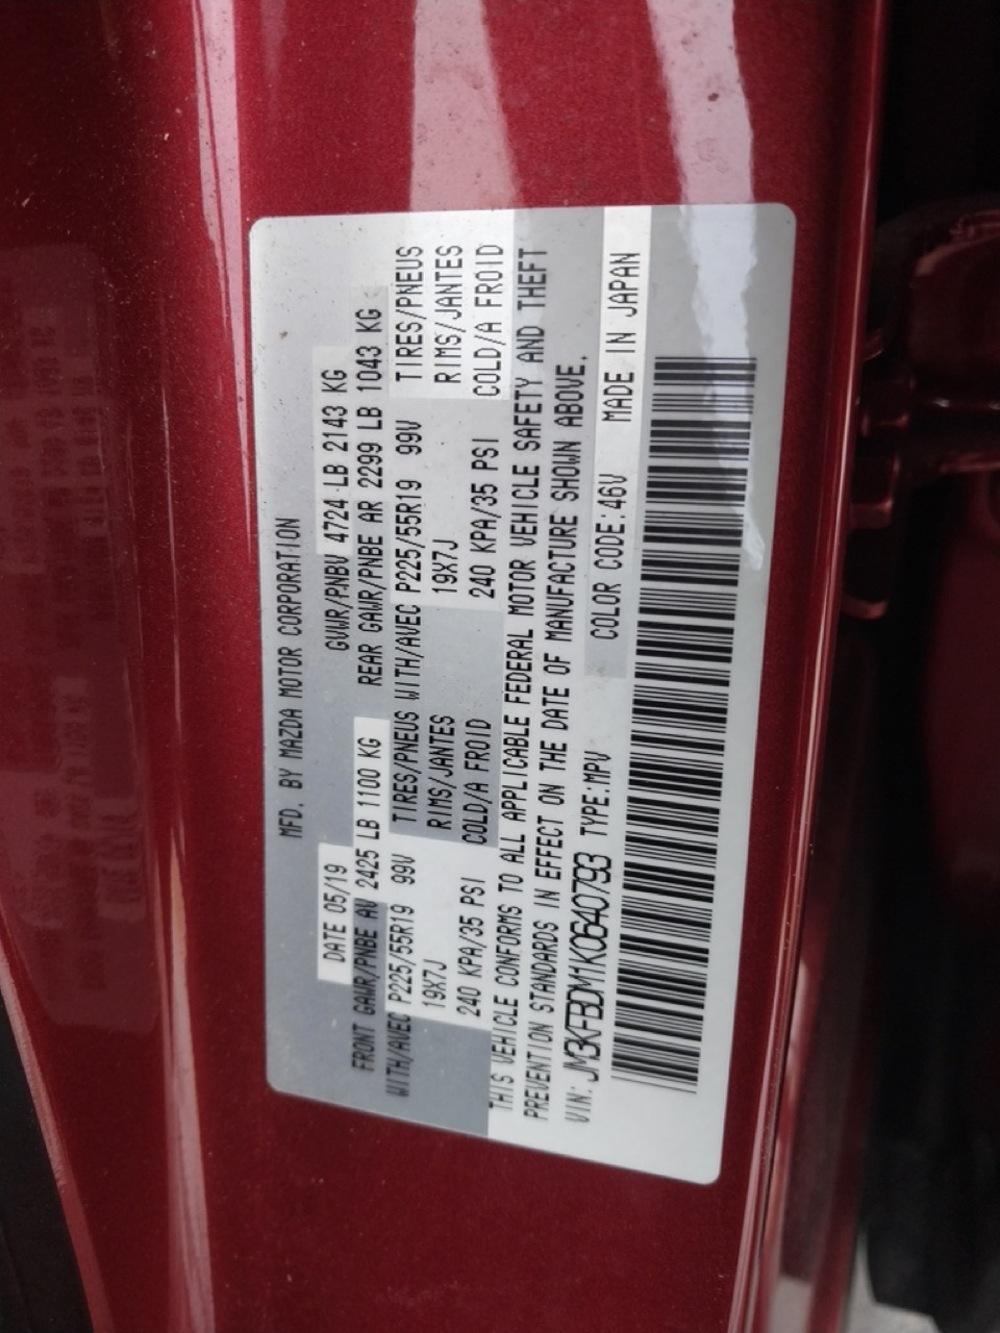 MFD. BY MAZDA MOTOR CORPORATION
DATE 05/19 GVWR/PNBV 4724 LB 2143 KG
FRONT GAWR/PNBE AV 2425 LB 1100 KG REAR GAWR/PNBE AR 2299 LB 1043 KG
WITH/AVEC P225/55R19 99V TIRES/PNEUS WITH/AVEC P225/55R19 99V TIRES/PNEUS
19X7J RIMS/JANTES 19X7J RIMS/JANTES
240 KPA/35 PSI COLD/A FROID 240 KPA/35 PSI COLD/A FROID
THIS VEHICLE CONFORMS TO ALL APPLICABLE FEDERAL MOTOR VEHICLE SAFETY AND THEFT
PREVENTION STANDARDS IN EFFECT ON THE DATE OF MANUFACTURE SHOWN ABOVE.
VIN: JM3KFBDM1K0640793 TYPE:MPV COLOR CODE:46V MADE IN JAPAN